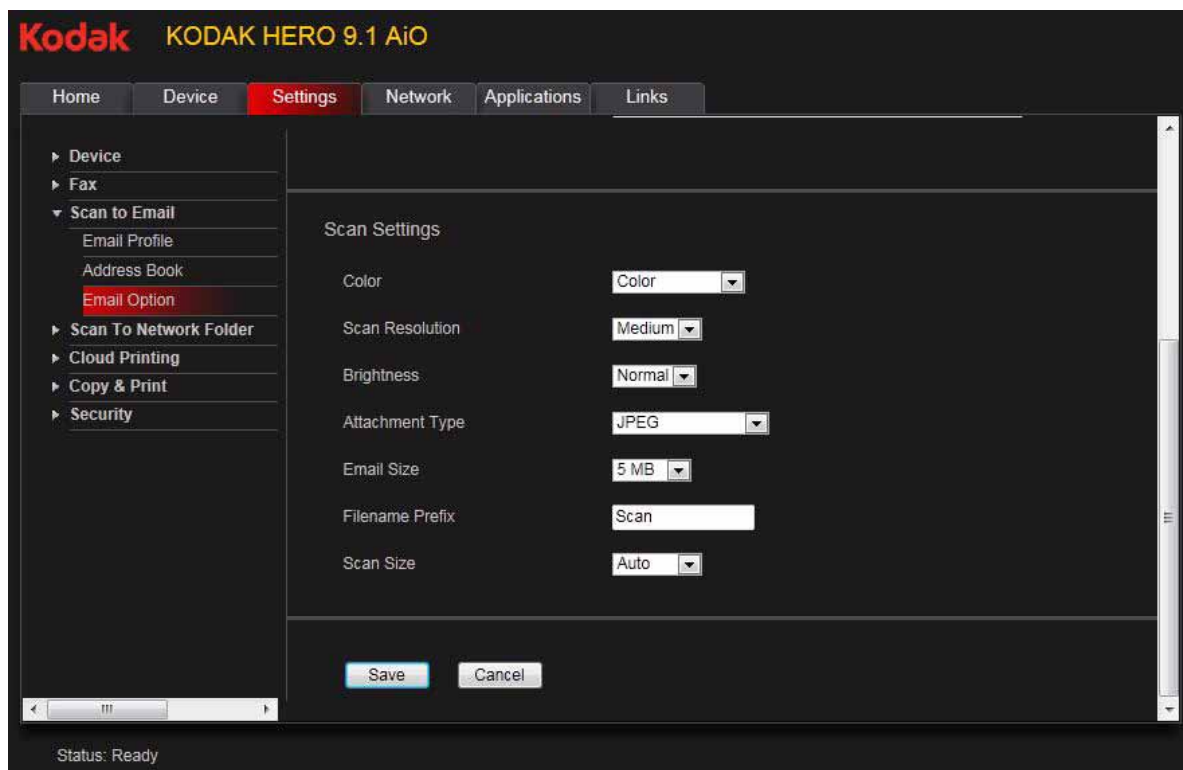 Kodak KODAK HERO 9.1 AiO
Home Device Settings Network Applications Links
Device
Fax
Scan to Email
Email Profile
Address Book
Email Option
Scan To Network Folder
Cloud Printing
Copy & Print
Security
Scan Settings
Color Color
Scan Resolution Medium
Brightness Normal
Attachment Type JPEG
Email Size 5 MB
Filename Prefix Scan
Scan Size Auto
Save Cancel
Status: Ready